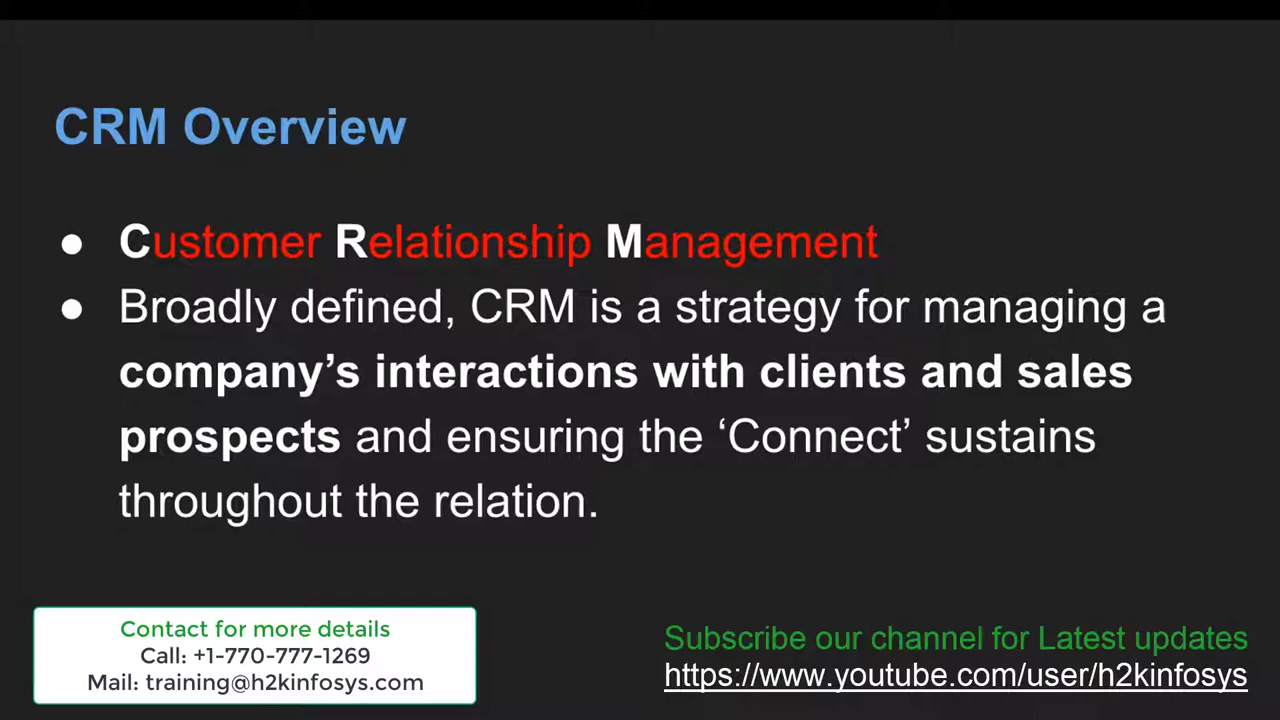 CRM Overview
● Customer Relationship Management
● Broadly defined, CRM is a strategy for managing a
company’s interactions with clients and sales
prospects and ensuring the ‘Connect’ sustains
throughout the relation.
Contact for more details
Call: +1-770-777-1269
Mail: training@h2kinfosys.com
Subscribe our channel for Latest updates
https://www.youtube.com/user/h2kinfosys